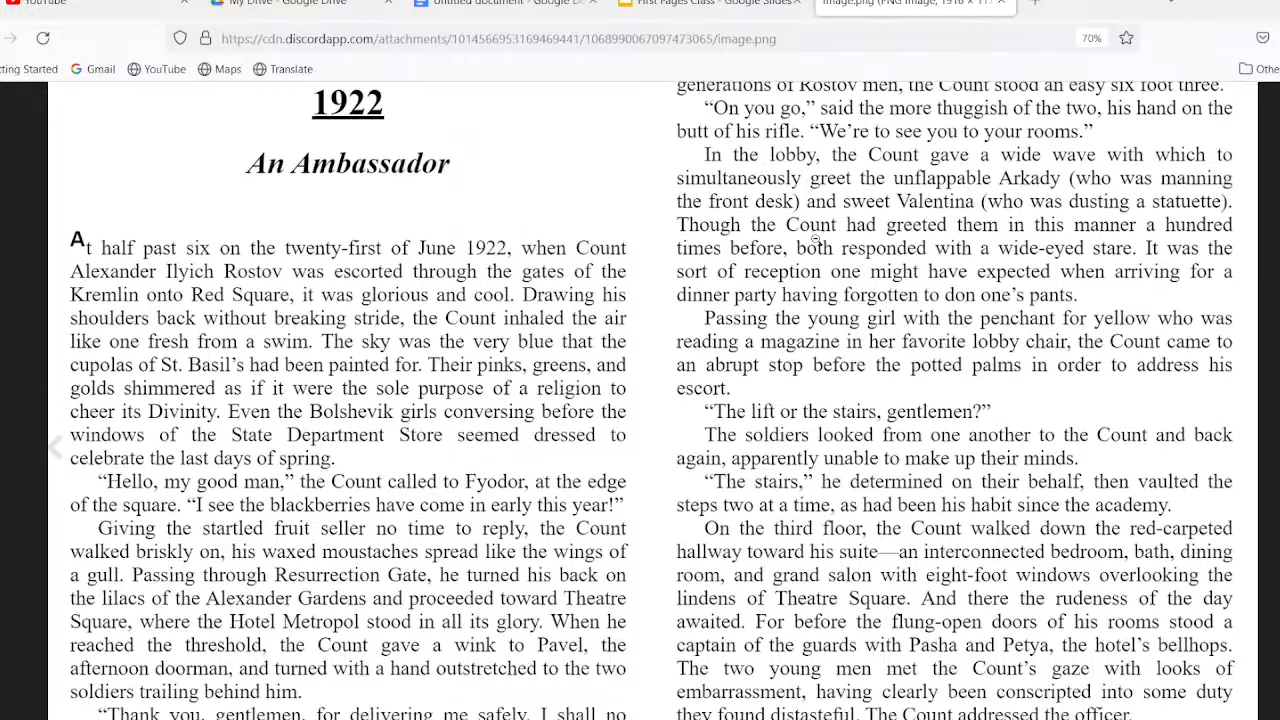 YouTube
My Drive - Google Drive
Untitled document - Google D
First Pages Class - Google Slides
image.png (PNG Image, 1916 × 11
https://cdn.discordapp.com/attachments/1014566953169469441/1068990067097473065/image.png
70%
ting Started
Gmail
YouTube
Maps
Translate
Othe
1922
An Ambassador
At half past six on the twenty-first of June 1922, when Count
Alexander Ilyich Rostov was escorted through the gates of the
Kremlin onto Red Square, it was glorious and cool. Drawing his
shoulders back without breaking stride, the Count inhaled the air
like one fresh from a swim. The sky was the very blue that the
cupolas of St. Basil’s had been painted for. Their pinks, greens, and
golds shimmered as if it were the sole purpose of a religion to
cheer its Divinity. Even the Bolshevik girls conversing before the
windows of the State Department Store seemed dressed to
celebrate the last days of spring.
“Hello, my good man,” the Count called to Fyodor, at the edge
of the square. “I see the blackberries have come in early this year!”
Giving the startled fruit seller no time to reply, the Count
walked briskly on, his waxed moustaches spread like the wings of
a gull. Passing through Resurrection Gate, he turned his back on
the lilacs of the Alexander Gardens and proceeded toward Theatre
Square, where the Hotel Metropol stood in all its glory. When he
reached the threshold, the Count gave a wink to Pavel, the
afternoon doorman, and turned with a hand outstretched to the two
soldiers trailing behind him.
“Thank you, gentlemen, for delivering me safely. I shall no
generations of Rostov men, the Count stood an easy six foot three.
“On you go,” said the more thuggish of the two, his hand on the
butt of his rifle. “We’re to see you to your rooms.”
In the lobby, the Count gave a wide wave with which to
simultaneously greet the unflappable Arkady (who was manning
the front desk) and sweet Valentina (who was dusting a statuette).
Though the Count had greeted them in this manner a hundred
times before, both responded with a wide-eyed stare. It was the
sort of reception one might have expected when arriving for a
dinner party having forgotten to don one’s pants.
Passing the young girl with the penchant for yellow who was
reading a magazine in her favorite lobby chair, the Count came to
an abrupt stop before the potted palms in order to address his
escort.
“The lift or the stairs, gentlemen?”
The soldiers looked from one another to the Count and back
again, apparently unable to make up their minds.
“The stairs,” he determined on their behalf, then vaulted the
steps two at a time, as had been his habit since the academy.
On the third floor, the Count walked down the red-carpeted
hallway toward his suite—an interconnected bedroom, bath, dining
room, and grand salon with eight-foot windows overlooking the
lindens of Theatre Square. And there the rudeness of the day
awaited. For before the flung-open doors of his rooms stood a
captain of the guards with Pasha and Petya, the hotel’s bellhops.
The two young men met the Count’s gaze with looks of
embarrassment, having clearly been conscripted into some duty
they found distasteful. The Count addressed the officer.